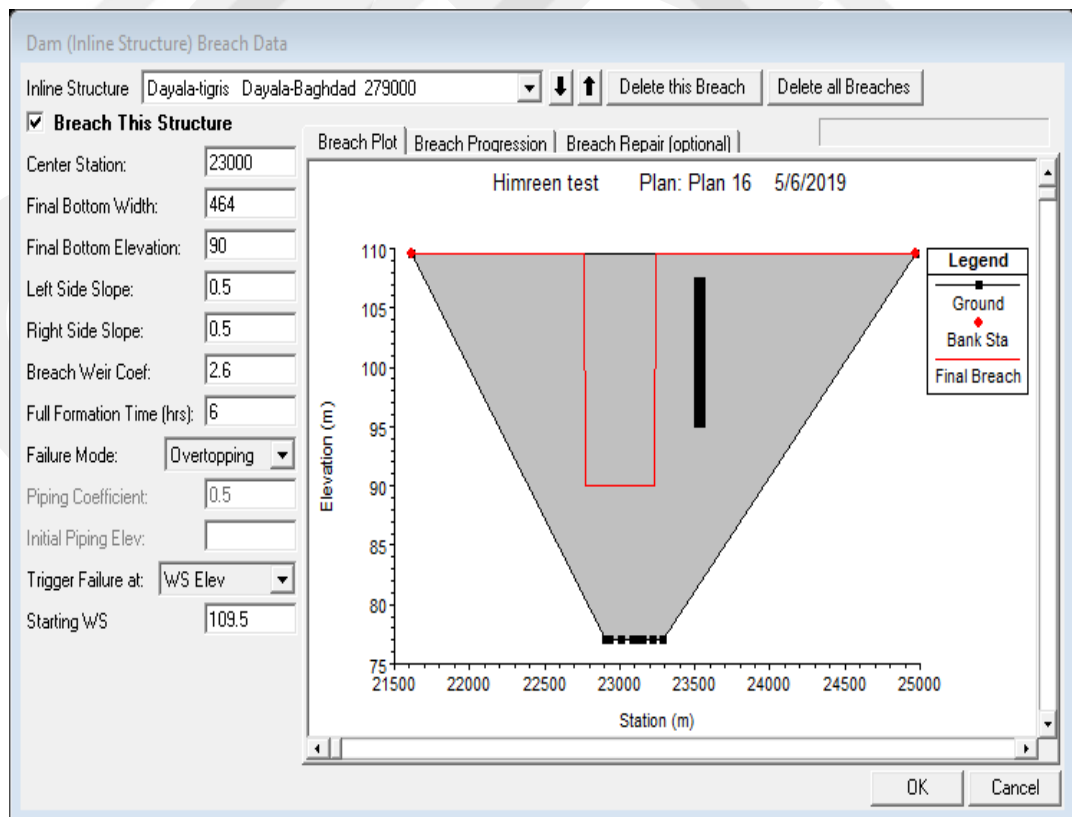 Dam (Inline Structure) Breach Data
Inline Structure Dayala-tigris Dayala-Baghdad 279000 Delete this Breach Delete all Breaches
Breach This Structure
Center Station: 23000
Final Bottom Width: 464
Final Bottom Elevation: 90
Left Side Slope: 0.5
Right Side Slope: 0.5
Breach Weir Coef: 2.6
Full Formation Time (hrs): 6
Failure Mode: Overtopping
Piping Coefficient: 0.5
Initial Piping Elev:
Trigger Failure at: WS Elev
Starting WS 109.5
Breach Plot Breach Progression Breach Repair (optional)
Himreen test Plan: Plan 16 5/6/2019
110
105
100
95
90
85
80
75
Elevation (m)
21500 22000 22500 23000 23500 24000 24500 25000
Station (m)
Legend
Ground
Bank Sta
Final Breach
OK Cancel